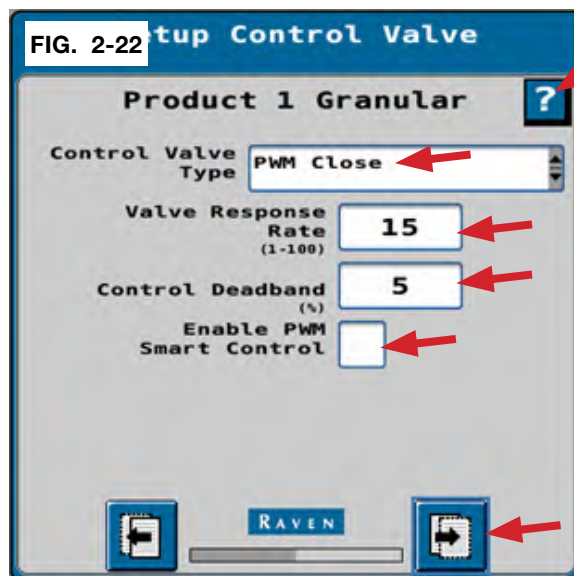 FIG. 2-22
tup Control Valve
Product 1 Granular
?
Control Valve
Type
PWM Close
Valve Response
Rate
(1-100)
15
Control Deadband
(%)
5
Enable PWM
Smart Control
RAVEN